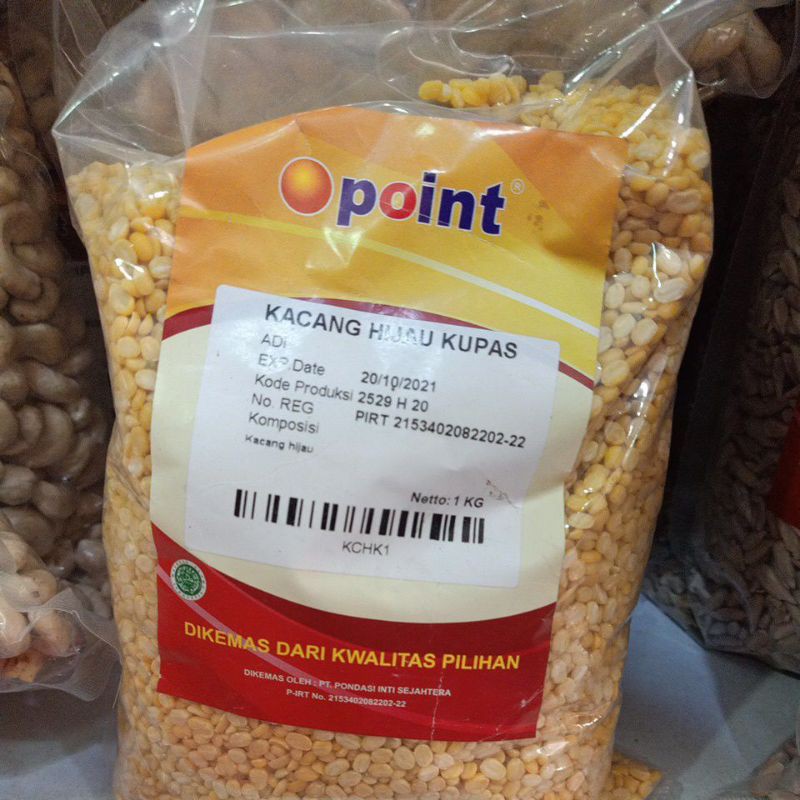 point®
KACANG HIJAU KUPAS
ADI
EXP.Date 20/10/2021
Kode Produksi 2529 H 20
No. REG PIRT 2153402082202-22
Komposisi
Kacang hijau
Netto: 1 KG
KCHK1
DIKEMAS DARI KWALITAS PILIHAN
DIKEMAS OLEH : PT. PONDASI INTI SEJAHTERA
P-IRT No. 2153402082202-22